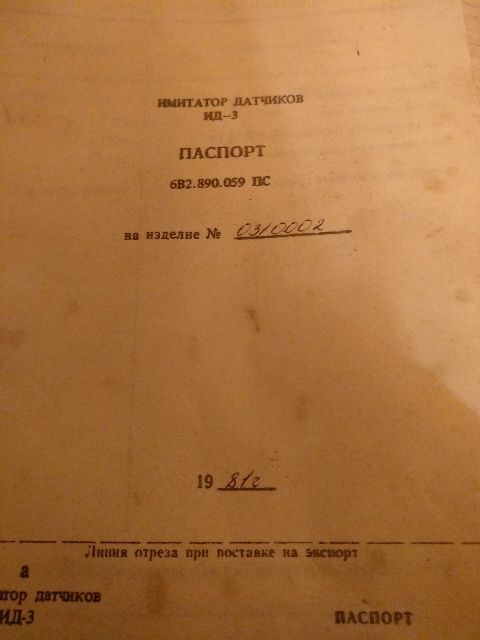 ИМИТАТОР ДАТЧИКОВ
ИД-3
ПАСПОРТ
6В2.890.059 ПС
на изделие № 0310002
19 81г
Линия отреза при поставке на экспорт
а
тор датчиков
ИД-3
ПАСПОРТ